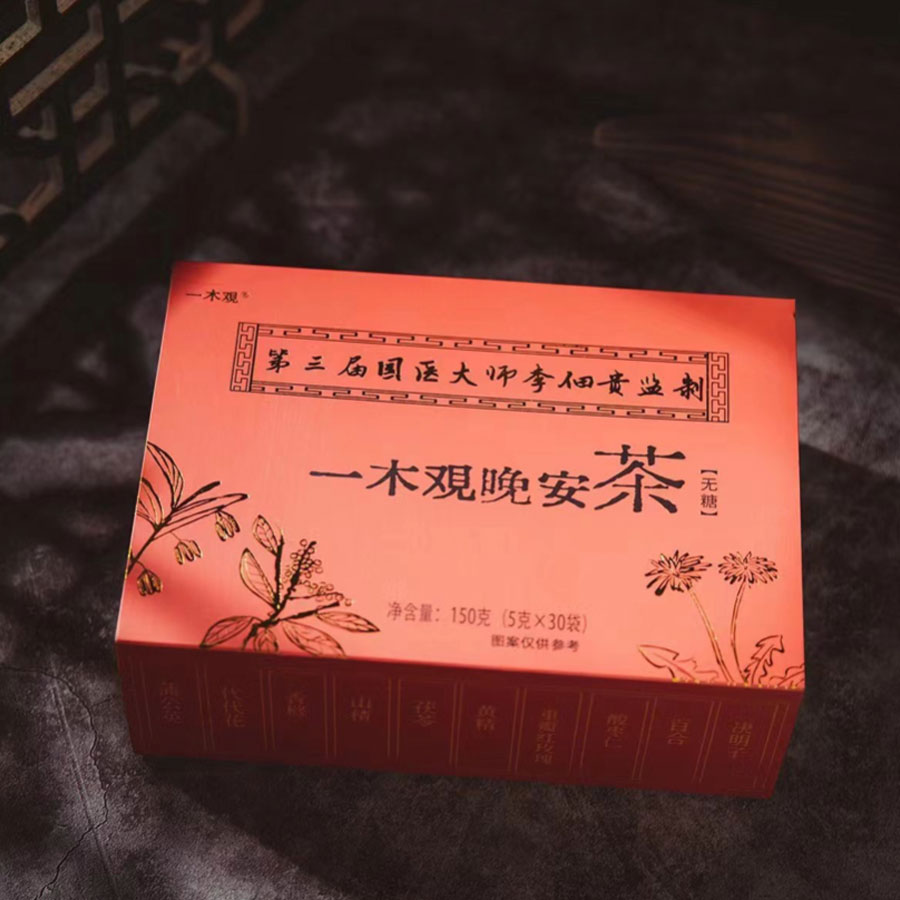 一木观
第三届国医大师李佃贵监制
一木观晚安茶
【无糖】
净含量：150克（5克×30袋）
图案仅供参考
蒲公英
代代花
香橼
山楂
茯苓
黄精
重瓣红玫瑰
酸枣仁
百合
决明子